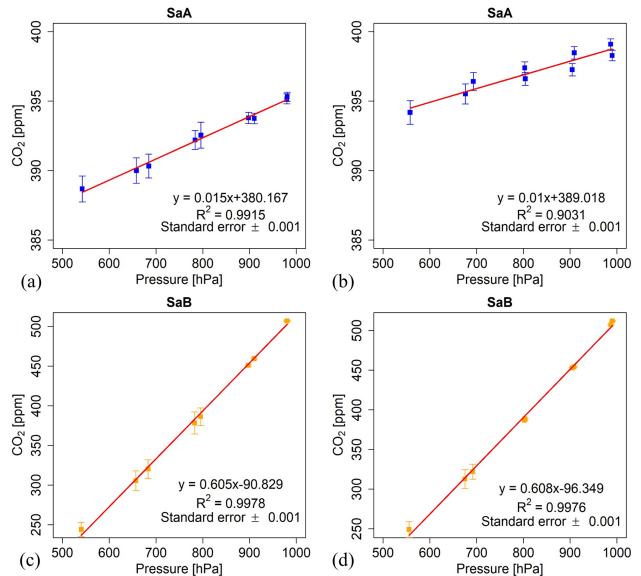 SaA
400
395
390
385
CO2 [ppm]
y = 0.015x+380.167
R2 = 0.9915
Standard error ± 0.001
500 600 700 800 900 1000
(a) Pressure [hPa]
SaA
400
395
390
385
CO2 [ppm]
y = 0.01x+389.018
R2 = 0.9031
Standard error ± 0.001
500 600 700 800 900 1000
(b) Pressure [hPa]
SaB
500
450
400
350
300
250
CO2 [ppm]
y = 0.605x-90.829
R2 = 0.9978
Standard error ± 0.001
500 600 700 800 900 1000
(c) Pressure [hPa]
SaB
500
450
400
350
300
250
CO2 [ppm]
y = 0.608x-96.349
R2 = 0.9976
Standard error ± 0.001
500 600 700 800 900 1000
(d) Pressure [hPa]